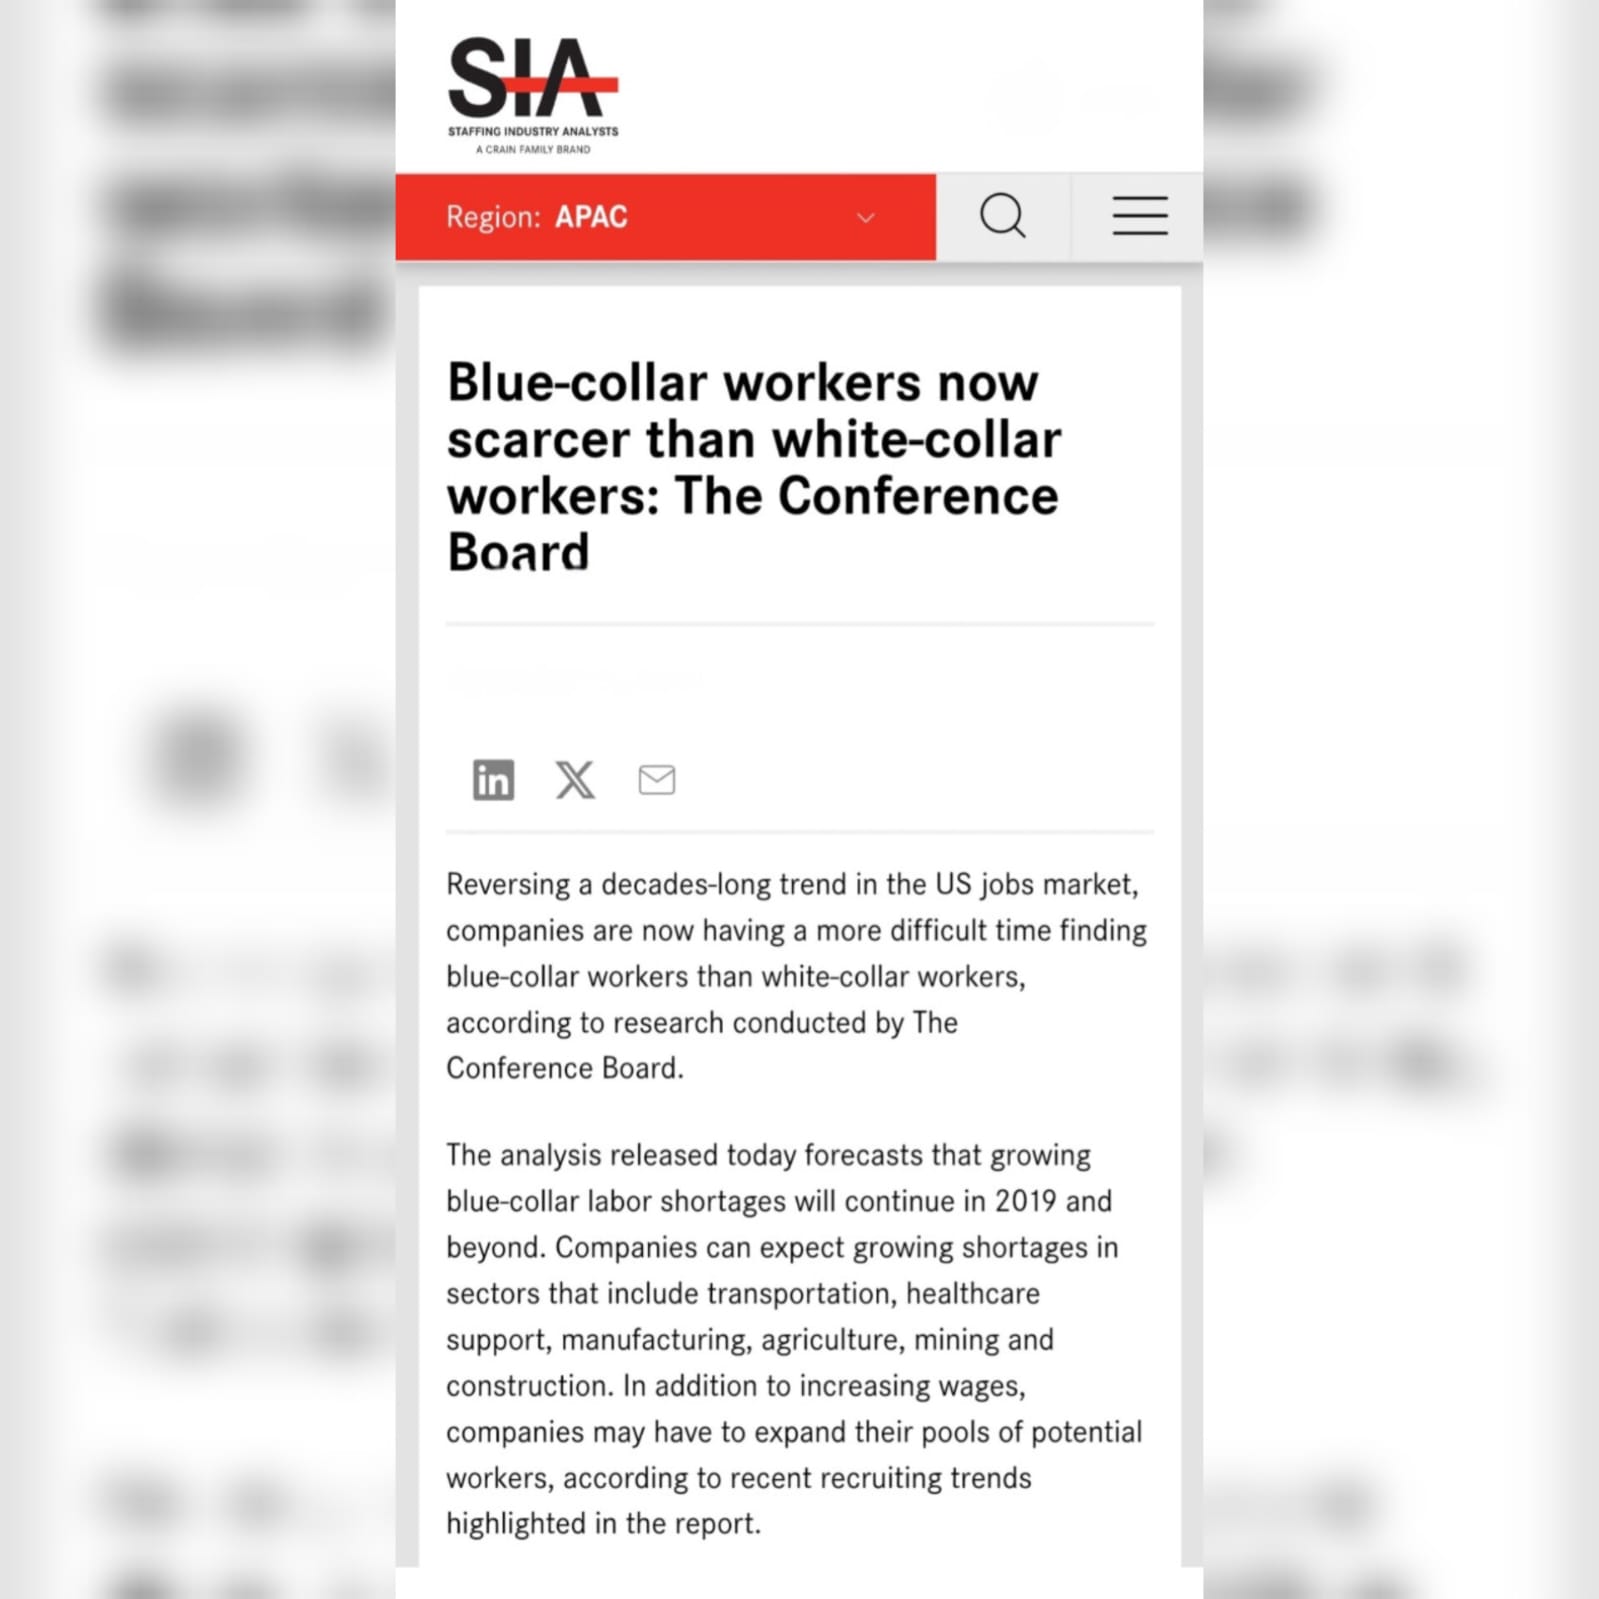 SIA
STAFFING INDUSTRY ANALYSTS
A CRAIN FAMILY BRAND
Region: APAC
Blue-collar workers now
scarcer than white-collar
workers: The Conference
Board
in X
Reversing a decades-long trend in the US jobs market,
companies are now having a more difficult time finding
blue-collar workers than white-collar workers,
according to research conducted by The
Conference Board.
The analysis released today forecasts that growing
blue-collar labor shortages will continue in 2019 and
beyond. Companies can expect growing shortages in
sectors that include transportation, healthcare
support, manufacturing, agriculture, mining and
construction. In addition to increasing wages,
companies may have to expand their pools of potential
workers, according to recent recruiting trends
highlighted in the report.